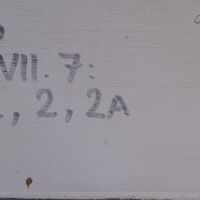 VII. 7:
, 2, 2A